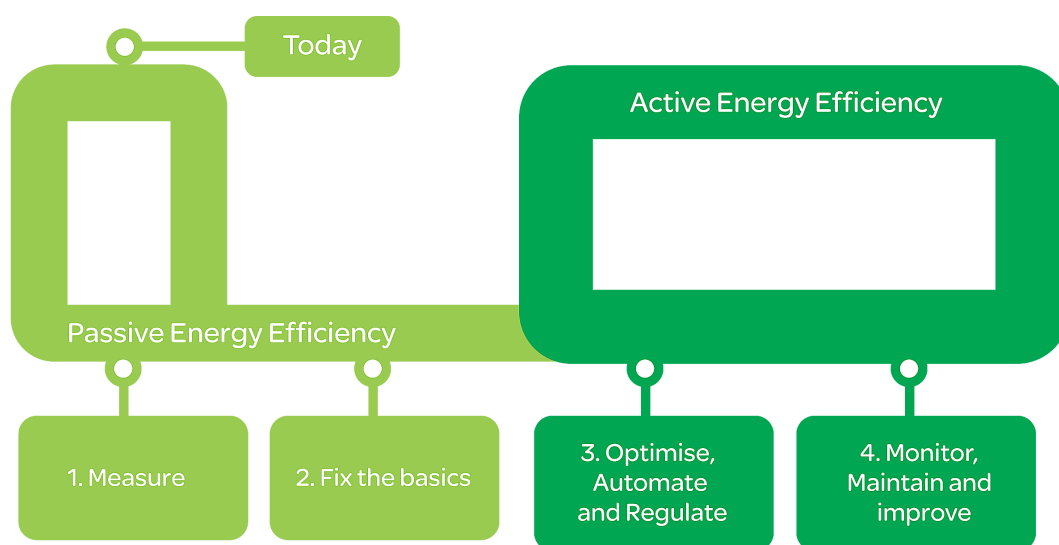 Today
Active Energy Efficiency
Passive Energy Efficiency
1. Measure
2. Fix the basics
3. Optimise,
Automate
and Regulate
4. Monitor,
Maintain and
improve